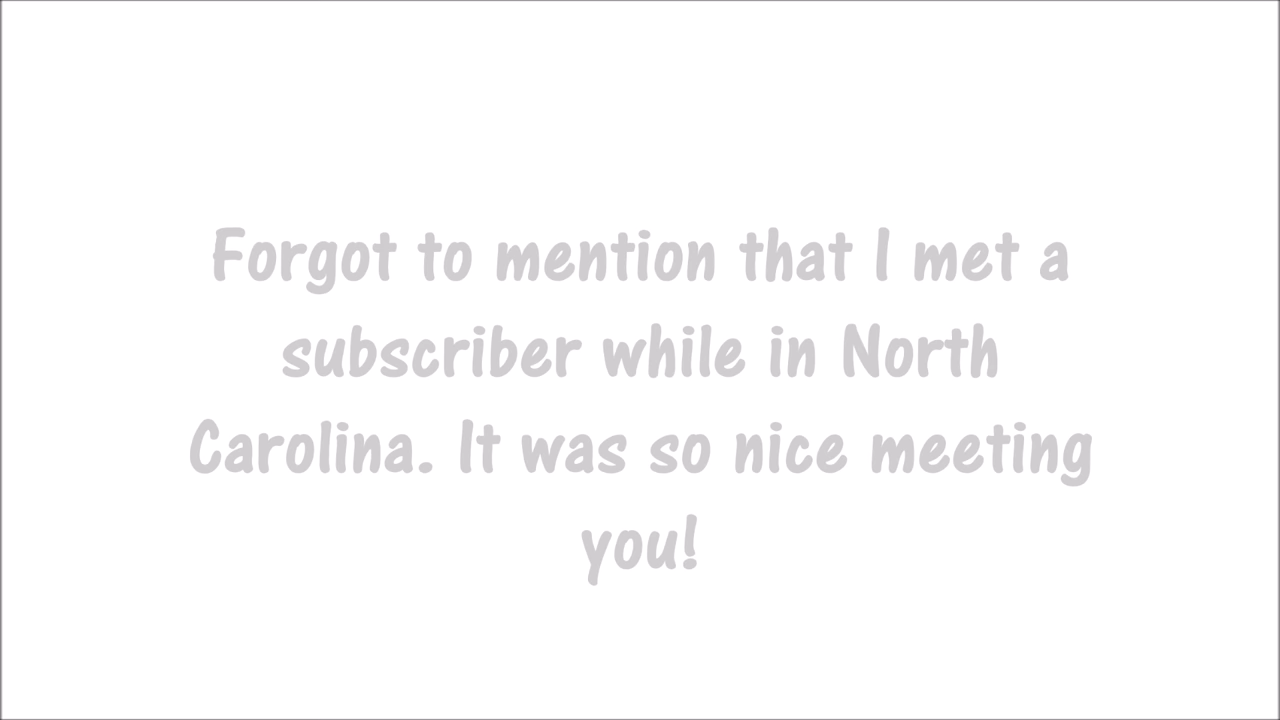 Forgot to mention that I met a
subscriber while in North
Carolina. It was so nice meeting
you!